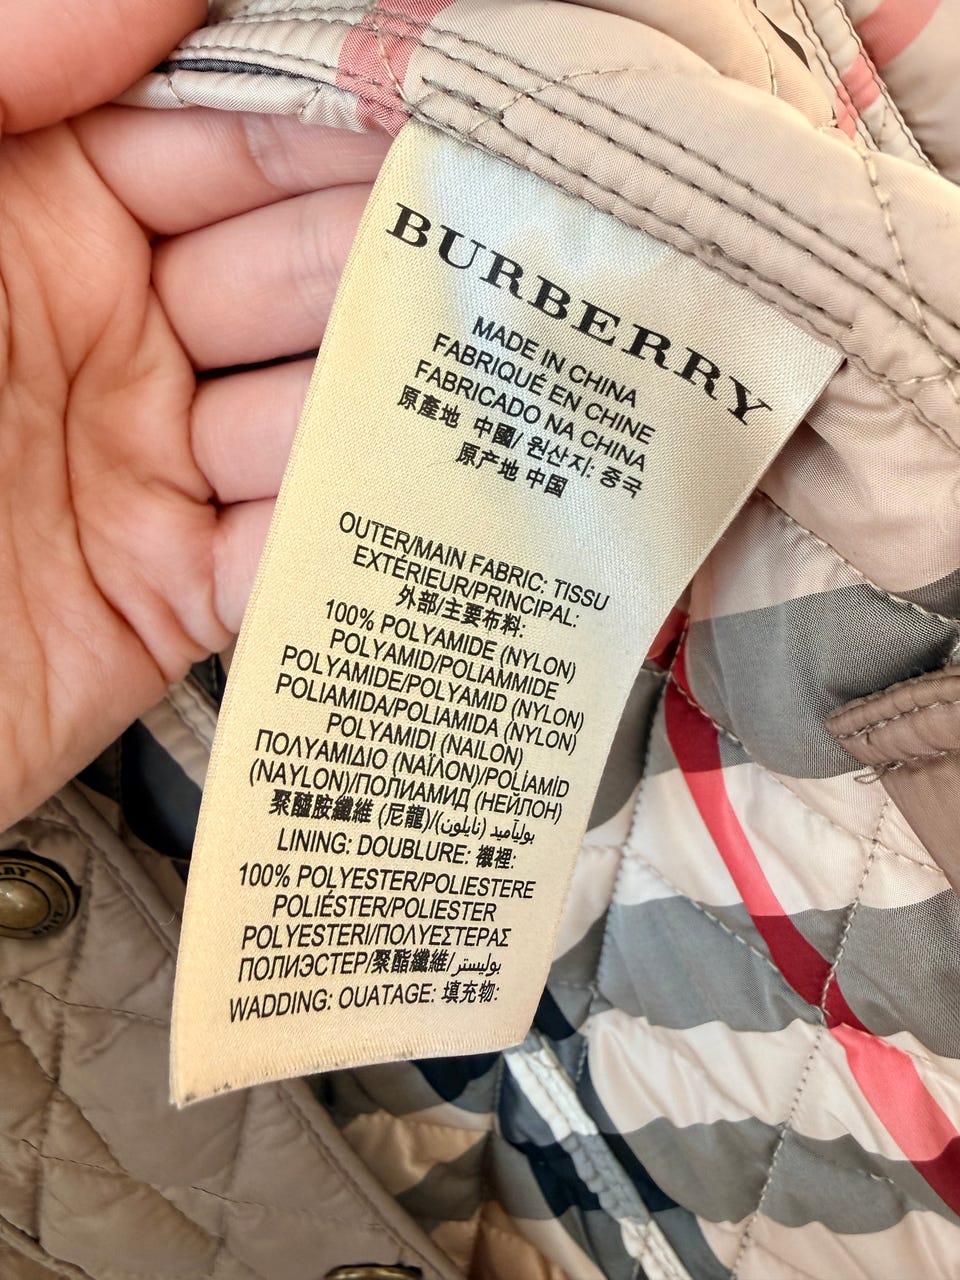 BURBERRY
MADE IN CHINA
FABRIQUÉ EN CHINE
FABRICADO NA CHINA
原產地 中國/ 원산지: 중국
原产地 中国
OUTER/MAIN FABRIC: TISSU
EXTÉRIEUR/PRINCIPAL:
外部/主要布料:
100% POLYAMIDE (NYLON)
POLYAMID/POLIAMMIDE
POLYAMIDE/POLYAMID (NYLON)
POLIAMIDA/POLIAMIDA (NYLON)
POLYAMIDI (NAILON)
ΠΟΛΥΑΜΙΔΙΟ (ΝΑΪΛΟΝ)/POLİAMİD
(NAYLON)/ПОЛИАМИД (НЕЙЛОН)
聚醯胺纖維 (尼龍)/بوليآميد (نايلون)
LINING: DOUBLURE: 襯裡:
100% POLYESTER/POLIESTERE
POLIÉSTER/POLIESTER
POLYESTERI/ΠΟΛΥΕΣΤΕΡΑΣ
ПОЛИЭСТЕР/聚酯纖維/بوليستر
WADDING: OUATAGE: 填充物: